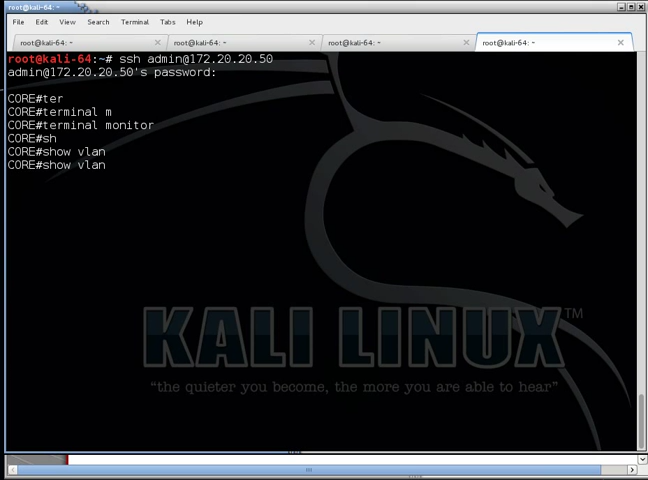 root@kali-64: ~
File Edit View Search Terminal Tabs Help
root@kali-64: ~ root@kali-64: ~ root@kali-64: ~ root@kali-64: ~
root@kali-64:~# ssh admin@172.20.20.50
admin@172.20.20.50's password:
CORE#ter
CORE#terminal m
CORE#terminal monitor
CORE#sh
CORE#show vlan
CORE#show vlan
KALI LINUX™
“the quieter you become, the more you are able to hear”